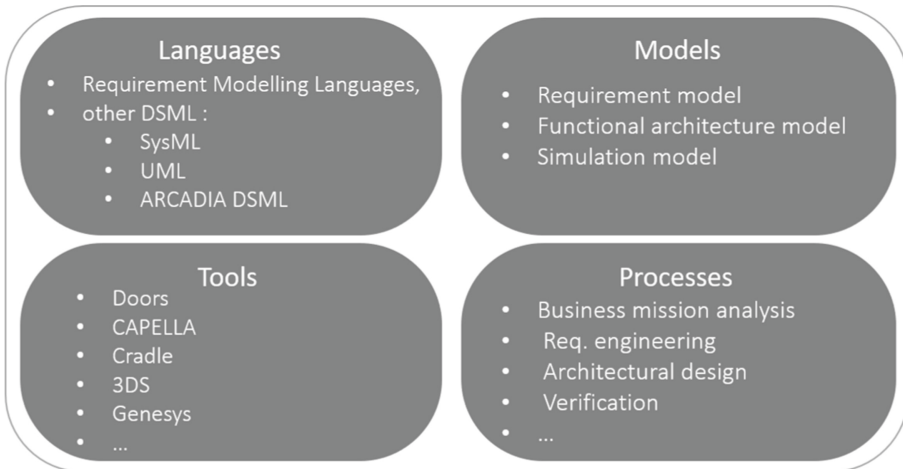 Languages
• Requirement Modelling Languages,
• other DSML :
• SysML
• UML
• ARCADIA DSML
Models
• Requirement model
• Functional architecture model
• Simulation model
Tools
• Doors
• CAPELLA
• Cradle
• 3DS
• Genesys
• ...
Processes
• Business mission analysis
• Req. engineering
• Architectural design
• Verification
• ...